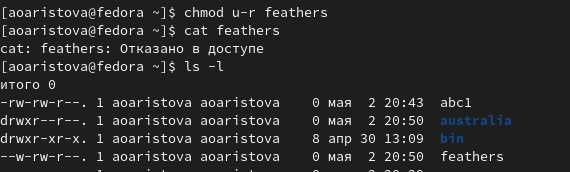 [aoaristova@fedora ~]$ chmod u-r feathers
[aoaristova@fedora ~]$ cat feathers
cat: feathers: Отказано в доступе
[aoaristova@fedora ~]$ ls -l
итого 0
-rw-rw-r--. 1 aoaristova aoaristova    0 мая  2 20:43  abc1
drwxr--r--. 1 aoaristova aoaristova    0 мая  2 20:50  australia
drwxr-xr-x. 1 aoaristova aoaristova    8 апр 30 13:09  bin
--w-rw-r--. 1 aoaristova aoaristova    0 мая  2 20:50  feathers